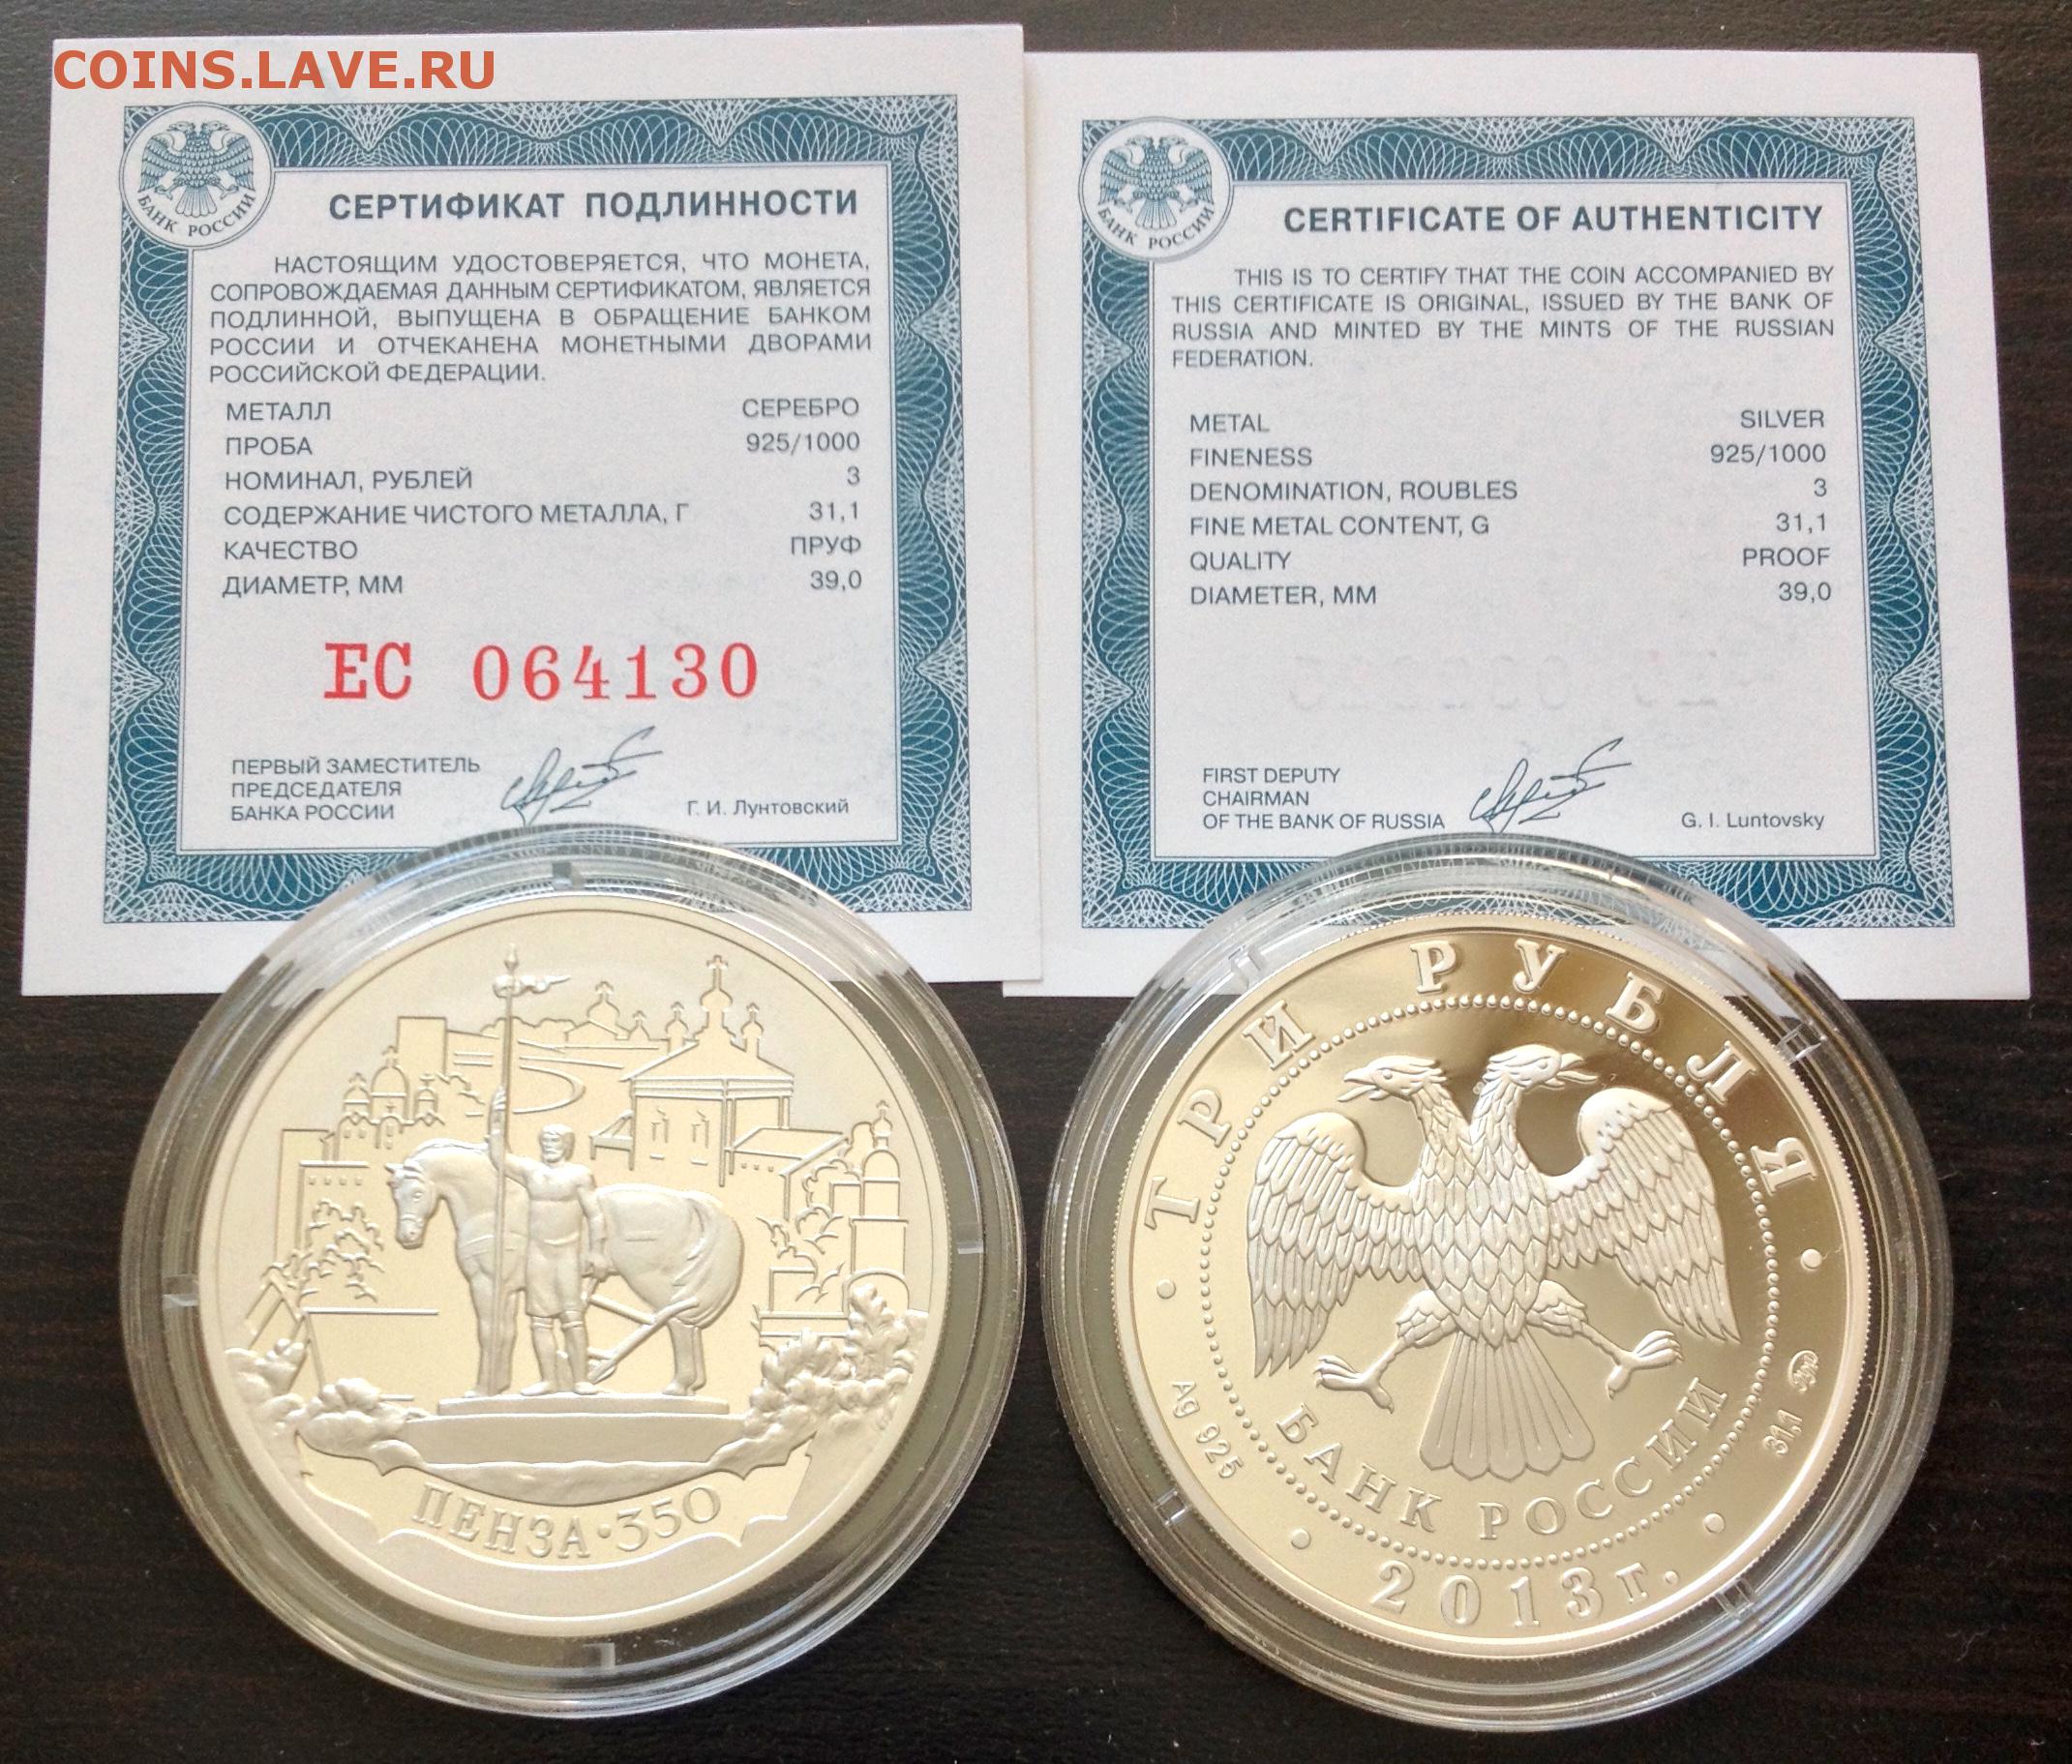 COINS.LAVE.RU
БАНК РОССИИ
СЕРТИФИКАТ ПОДЛИННОСТИ
НАСТОЯЩИМ УДОСТОВЕРЯЕТСЯ, ЧТО МОНЕТА,
СОПРОВОЖДАЕМАЯ ДАННЫМ СЕРТИФИКАТОМ, ЯВЛЯЕТСЯ
ПОДЛИННОЙ, ВЫПУЩЕНА В ОБРАЩЕНИЕ БАНКОМ
РОССИИ И ОТЧЕКАНЕНА МОНЕТНЫМИ ДВОРАМИ
РОССИЙСКОЙ ФЕДЕРАЦИИ.
МЕТАЛЛ СЕРЕБРО
ПРОБА 925/1000
НОМИНАЛ, РУБЛЕЙ 3
СОДЕРЖАНИЕ ЧИСТОГО МЕТАЛЛА, Г 31,1
КАЧЕСТВО ПРУФ
ДИАМЕТР, ММ 39,0
ЕС 064130
ПЕРВЫЙ ЗАМЕСТИТЕЛЬ
ПРЕДСЕДАТЕЛЯ
БАНКА РОССИИ Г. И. Лунтовский
БАНК РОССИИ
CERTIFICATE OF AUTHENTICITY
THIS IS TO CERTIFY THAT THE COIN ACCOMPANIED BY
THIS CERTIFICATE IS ORIGINAL, ISSUED BY THE BANK OF
RUSSIA AND MINTED BY THE MINTS OF THE RUSSIAN
FEDERATION.
METAL SILVER
FINENESS 925/1000
DENOMINATION, ROUBLES 3
FINE METAL CONTENT, G 31,1
QUALITY PROOF
DIAMETER, MM 39,0
FIRST DEPUTY
CHAIRMAN
OF THE BANK OF RUSSIA G. I. Luntovsky
ПЕНЗА·350
ТРИ РУБЛЯ
Ag 925
БАНК РОССИИ
31,1
2013 г.